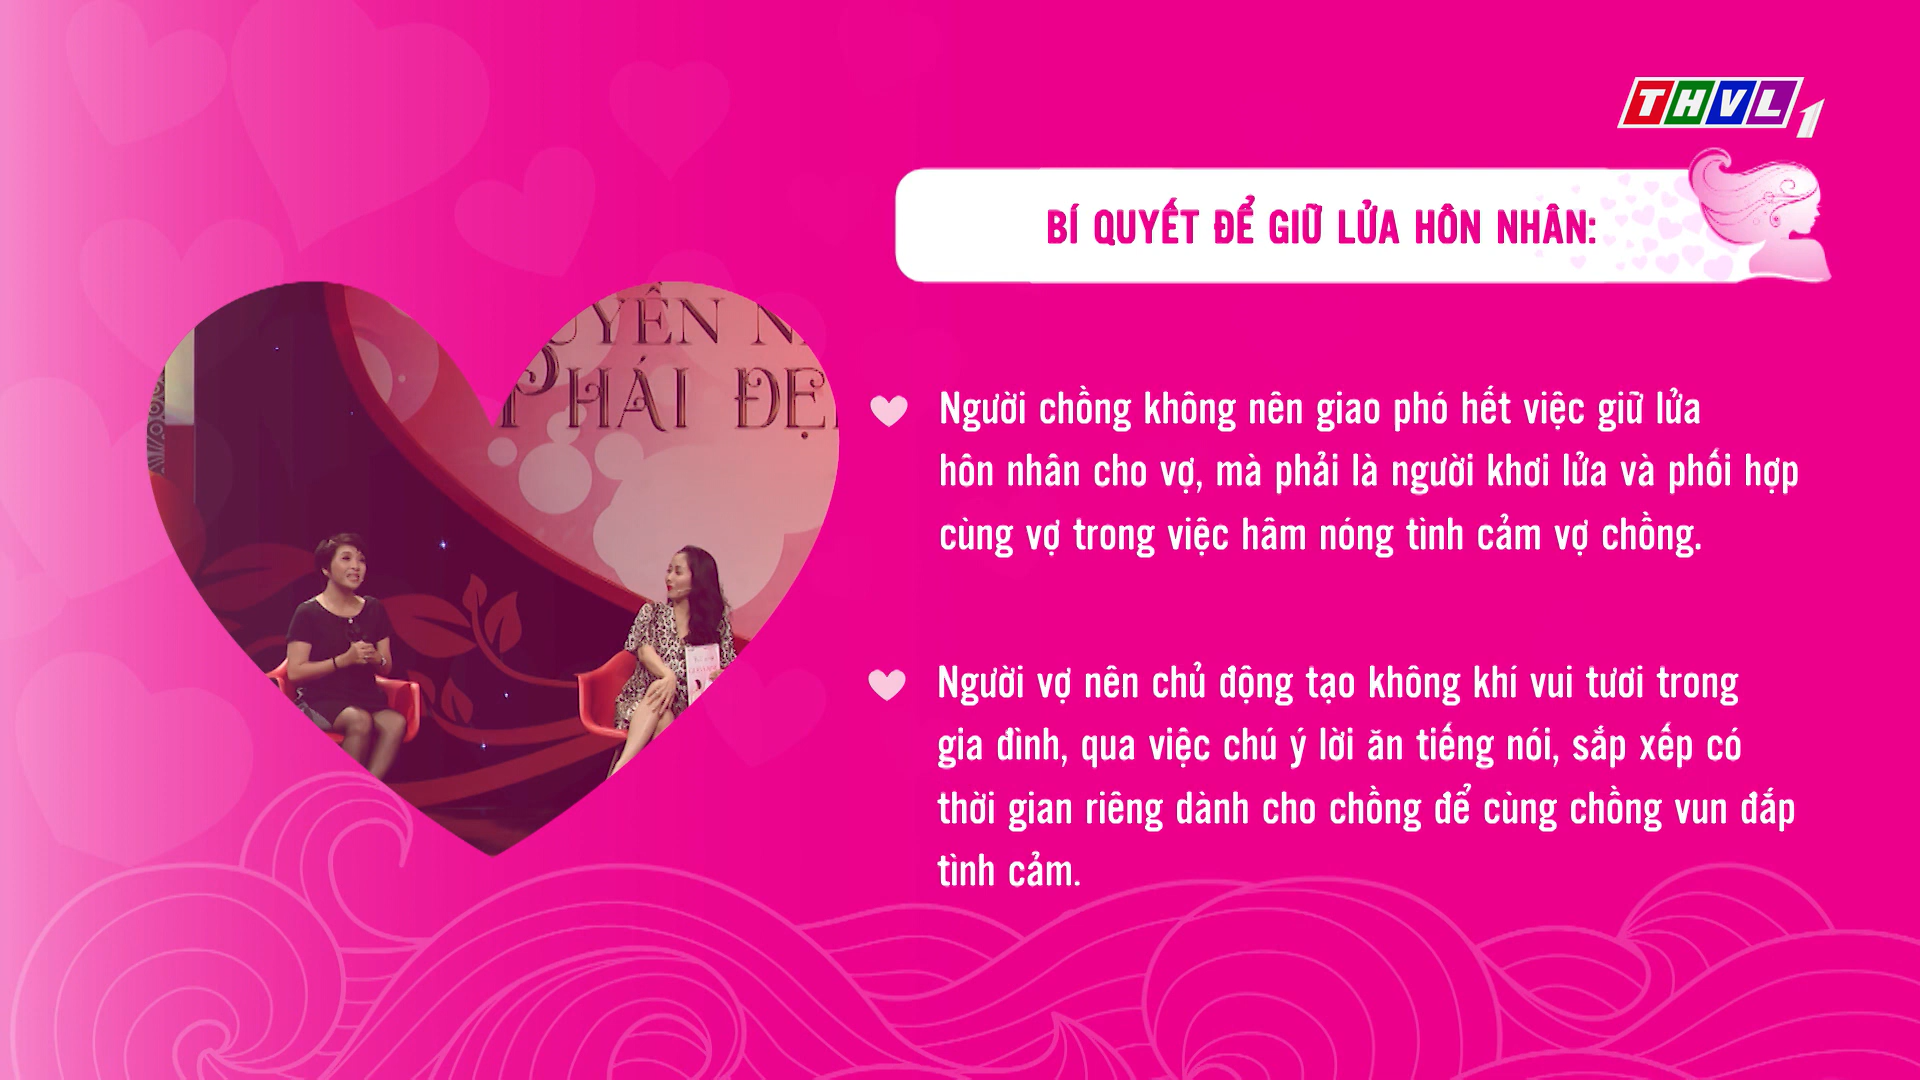 THVL1
BÍ QUYẾT ĐỂ GIỮ LỬA HÔN NHÂN:
PHÁI
Người chồng không nên giao phó hết việc giữ lửa
hôn nhân cho vợ, mà phải là người khơi lửa và phối hợp
cùng vợ trong việc hâm nóng tình cảm vợ chồng.
Người vợ nên chủ động tạo không khí vui tươi trong
gia đình, qua việc chú ý lời ăn tiếng nói, sắp xếp có
thời gian riêng dành cho chồng để cùng chồng vun đắp
tình cảm.